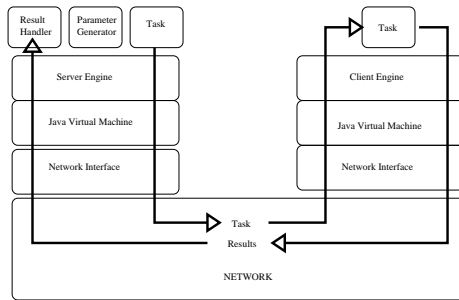 Result
Handler
Parameter
Generator
Task
Task
Server Engine
Client Engine
Java Virtual Machine
Java Virtual Machine
Network Interface
Network Interface
Task
Results
NETWORK